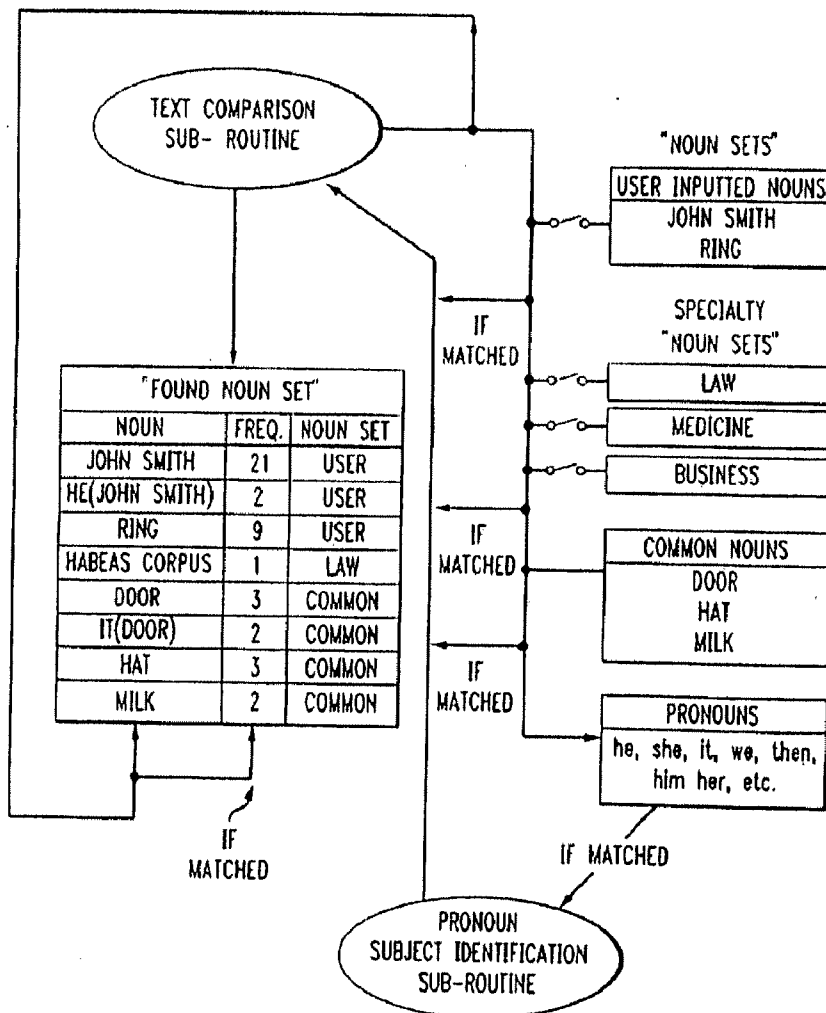 TEXT COMPARISON
SUB- ROUTINE
"NOUN SETS"
USER INPUTTED NOUNS
JOHN SMITH
RING
IF
MATCHED
SPECIALTY
"NOUN SETS"
LAW
MEDICINE
BUSINESS
"FOUND NOUN SET"
NOUN FREQ. NOUN SET
JOHN SMITH 21 USER
HE(JOHN SMITH) 2 USER
RING 9 USER
HABEAS CORPUS 1 LAW
DOOR 3 COMMON
IT(DOOR) 2 COMMON
HAT 3 COMMON
MILK 2 COMMON
IF
MATCHED
COMMON NOUNS
DOOR
HAT
MILK
IF
MATCHED
PRONOUNS
he, she, it, we, then,
him her, etc.
IF
MATCHED
IF MATCHED
PRONOUN
SUBJECT IDENTIFICATION
SUB-ROUTINE